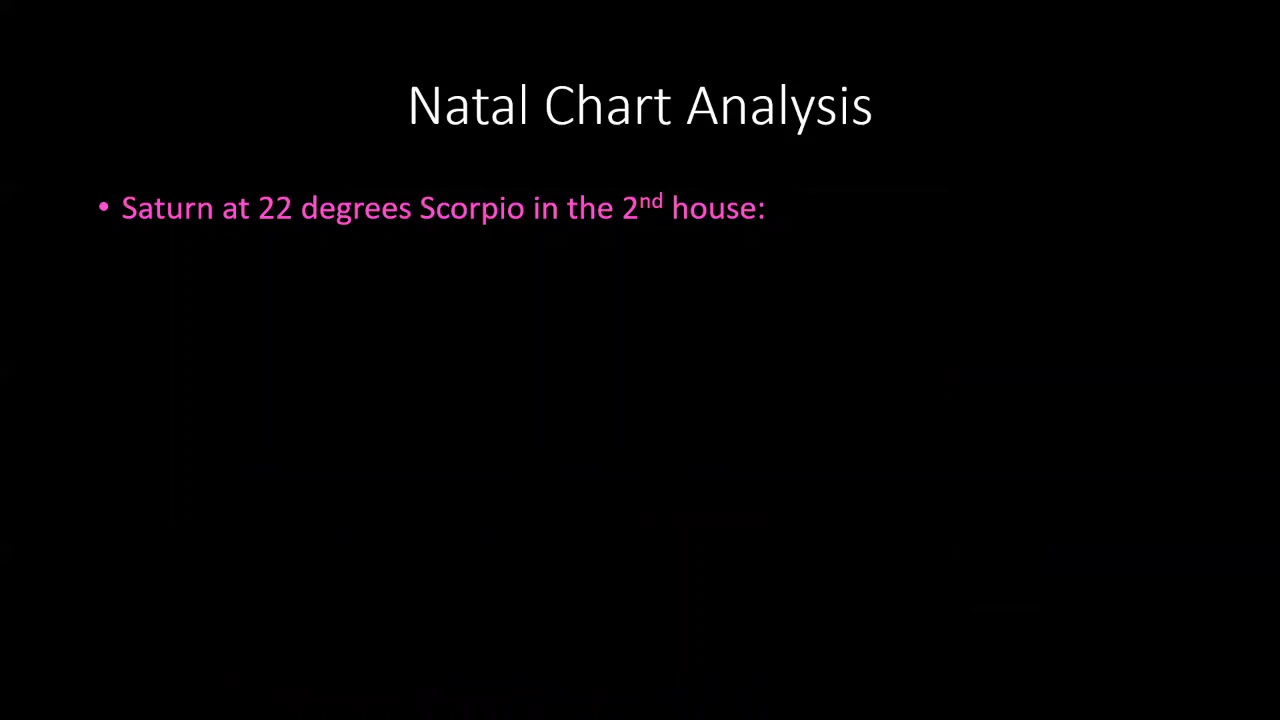 Natal Chart Analysis
• Saturn at 22 degrees Scorpio in the 2nd house: